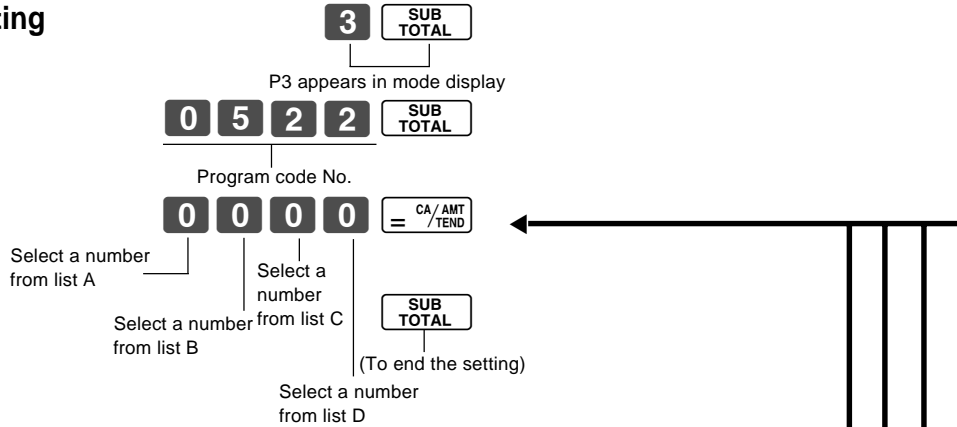 3 SUB TOTAL
P3 appears in mode display
0 5 2 2 SUB TOTAL
Program code No.
0 0 0 0 = CA/AMT /TEND
Select a number
from list A
Select a
number
from list C
Select a number
from list B
SUB TOTAL
(To end the setting)
Select a number
from list D